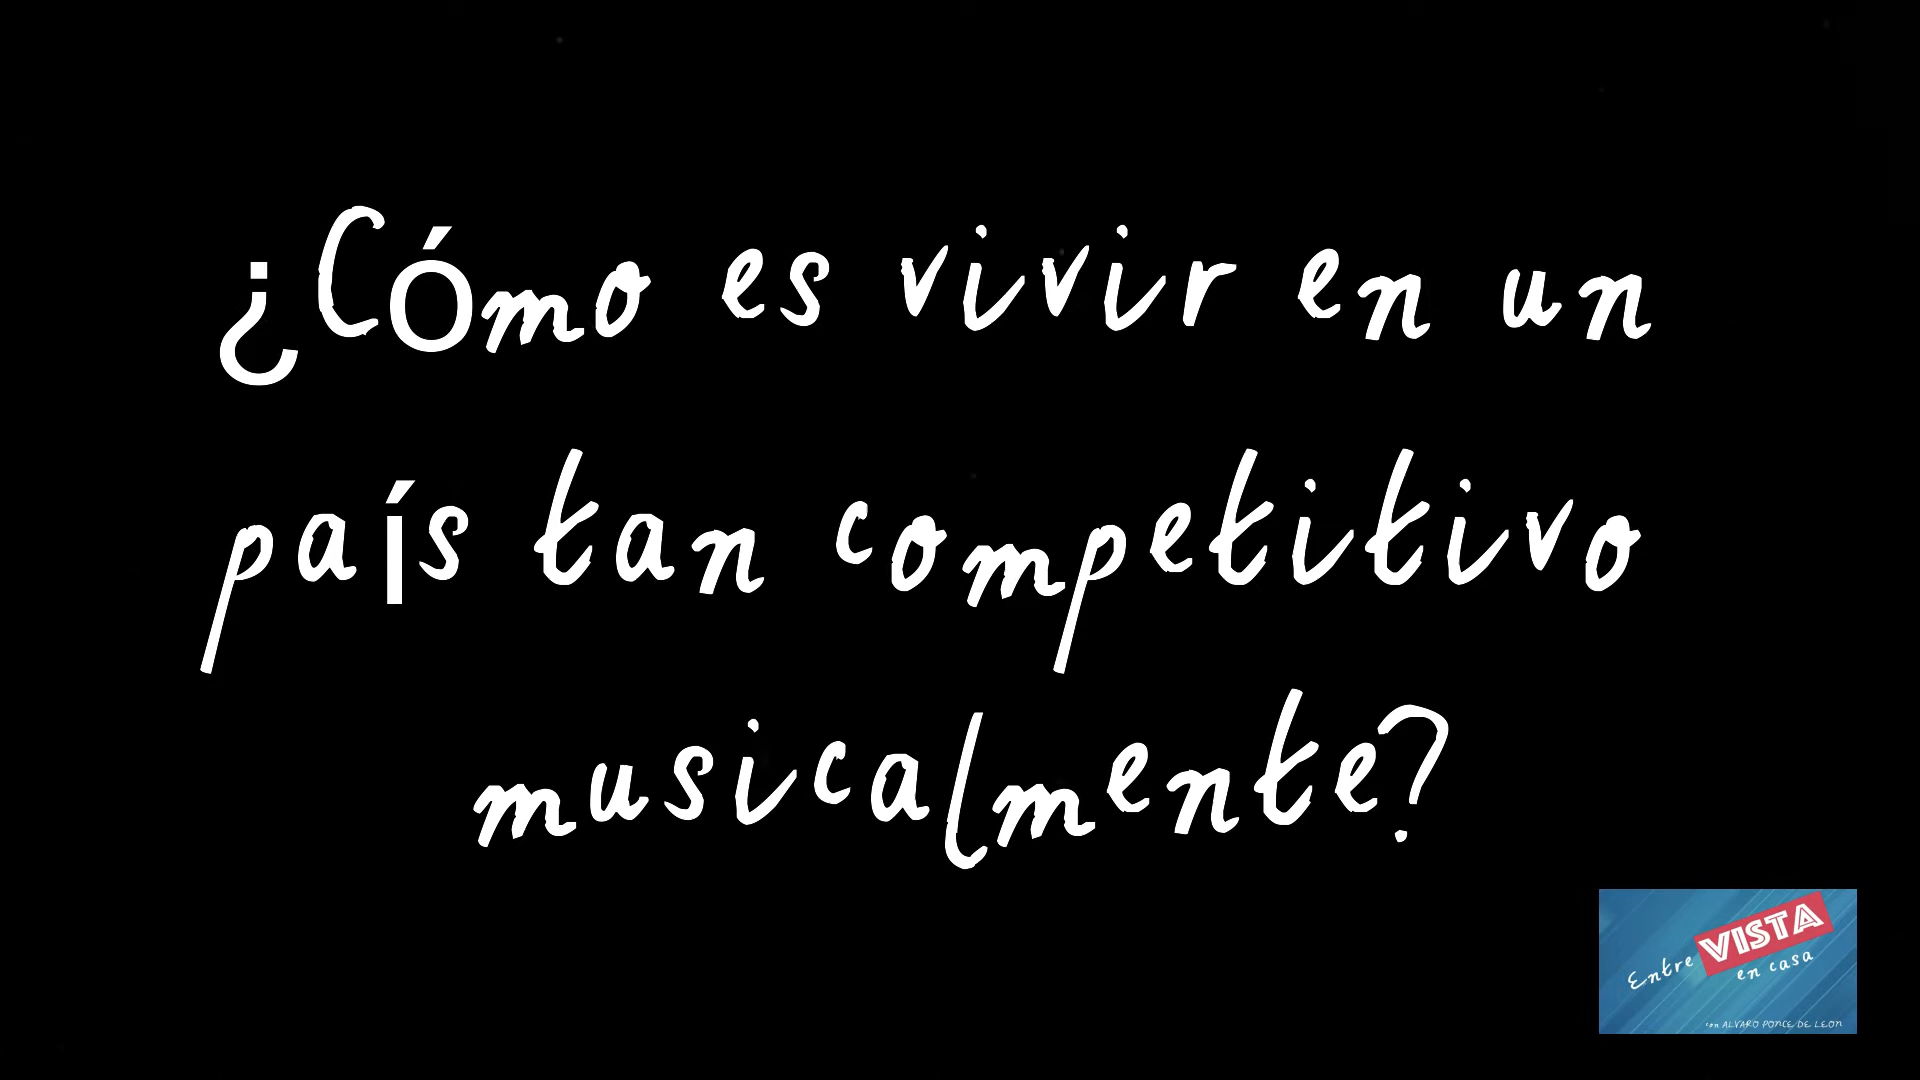 ¿Cómo es vivir en un
país tan competitivo
musicalmente?
Entre VISTA
en casa
con ALVARO PONCE DE LEON